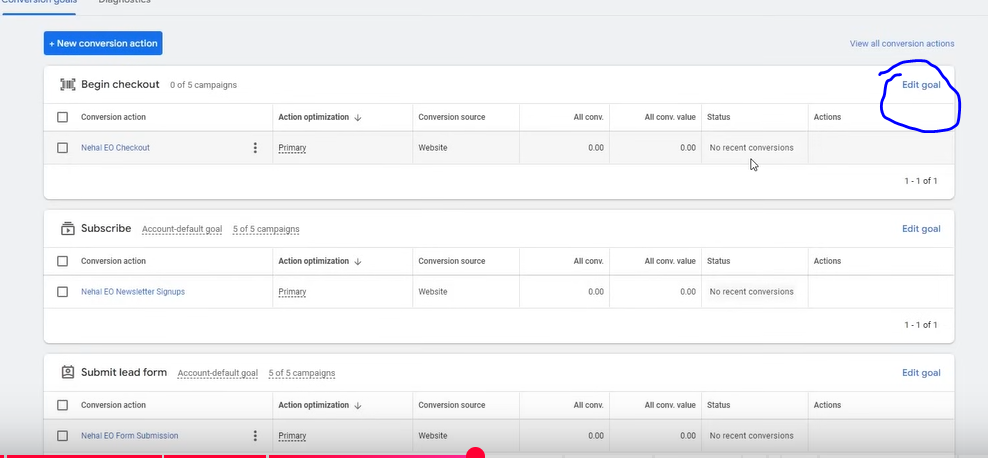 Conversion goals Diagnostics
+ New conversion action View all conversion actions
Begin checkout 0 of 5 campaigns Edit goal
Conversion action Action optimization ↓ Conversion source All conv. All conv. value Status Actions
Nehal EO Checkout Primary Website 0.00 0.00 No recent conversions
1 - 1 of 1
Subscribe Account-default goal 5 of 5 campaigns Edit goal
Conversion action Action optimization ↓ Conversion source All conv. All conv. value Status Actions
Nehal EO Newsletter Signups Primary Website 0.00 0.00 No recent conversions
1 - 1 of 1
Submit lead form Account-default goal 5 of 5 campaigns Edit goal
Conversion action Action optimization ↓ Conversion source All conv. All conv. value Status Actions
Nehal EO Form Submission Primary Website 0.00 0.00 No recent conversions